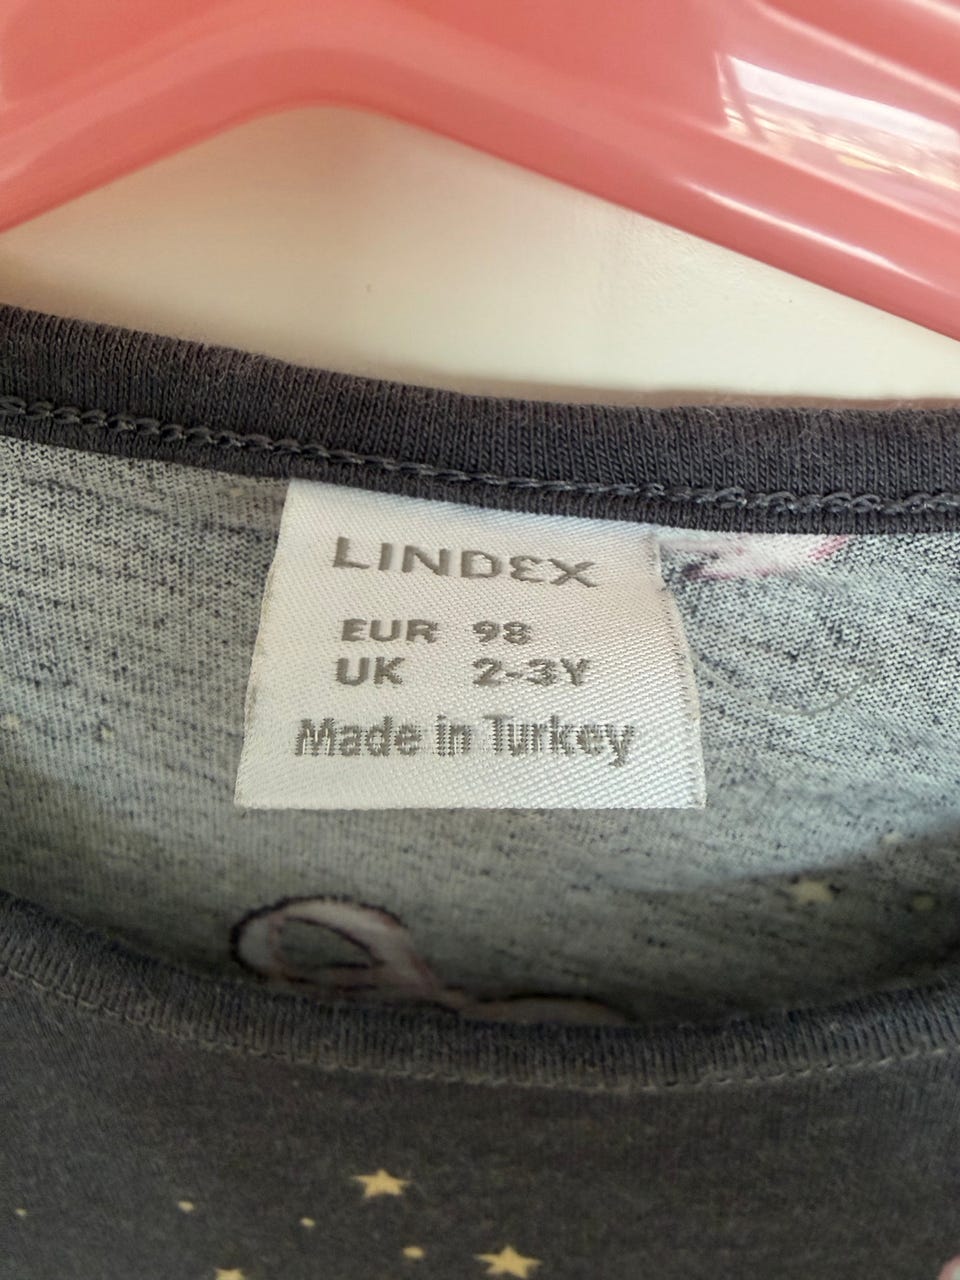 LINDEX
EUR 98
UK 2-3Y
Made in Turkey